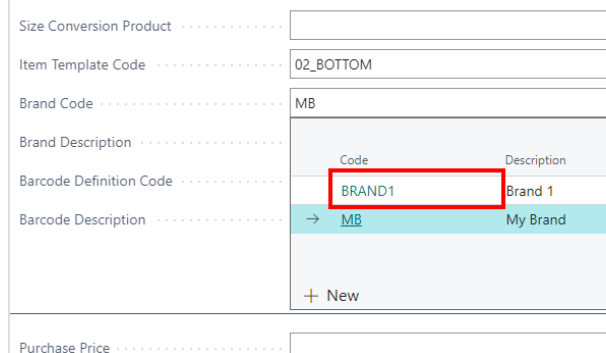 Size Conversion Product
Item Template Code 02_BOTTOM
Brand Code MB
Brand Description
Code Description
Barcode Definition Code
BRAND1 Brand 1
Barcode Description
→ MB My Brand
+ New
Purchase Price